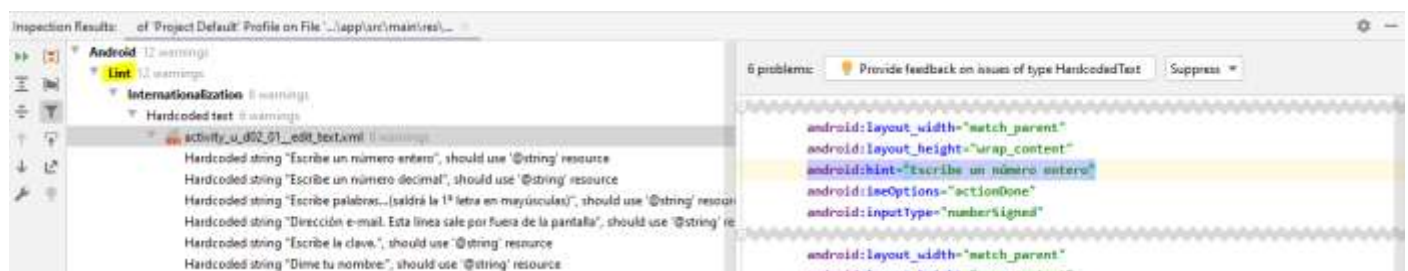 Inspection Results: of 'Project Default' Profile on File '...\app\src\main\res\...
Android 12 warnings
Lint 12 warnings
Internationalization 8 warnings
Hardcoded text 8 warnings
activity_u_d02_01__edit_text.xml 8 warnings
Hardcoded string "Escribe un número entero", should use '@string' resource
Hardcoded string "Escribe un número decimal", should use '@string' resource
Hardcoded string "Escribe palabras...(saldrá la 1ª letra en mayúsculas)", should use '@string' resour
Hardcoded string "Dirección e-mail. Esta línea sale por fuera de la pantalla", should use '@string' re
Hardcoded string "Escribe la clave.", should use '@string' resource
Hardcoded string "Dime tu nombre:", should use '@string' resource
6 problems: Provide feedback on issues of type HardcodedText Suppress
android:layout_width="match_parent"
android:layout_height="wrap_content"
android:hint="Escribe un número entero"
android:imeOptions="actionDone"
android:inputType="numberSigned"
android:layout_width="match_parent"